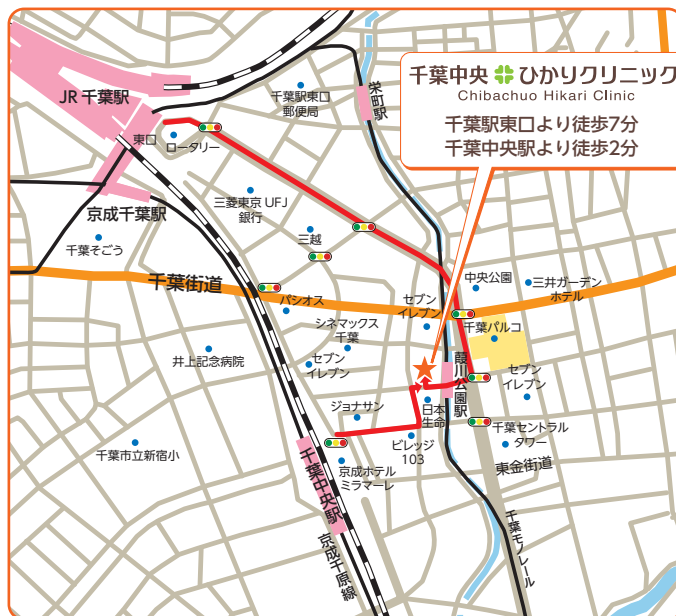 千葉中央 ひかりクリニック
Chibachuo Hikari Clinic
千葉駅東口より徒歩7分
千葉中央駅より徒歩2分
JR 千葉駅
千葉駅東口
郵便局
栄町駅
東口
ロータリー
三菱東京 UFJ
銀行
京成千葉駅
三越
千葉そごう
千葉街道
中央公園
三井ガーデン
ホテル
パシオス
セブン
イレブン
シネマックス
千葉
千葉パルコ
井上記念病院
セブン
イレブン
葭川公園駅
セブン
イレブン
ジョナサン
日本
生命
千葉セントラル
タワー
ビレッジ
103
千葉市立新宿小
京成ホテル
ミラマーレ
東金街道
千葉中央駅
京成千原線
千葉モノレール